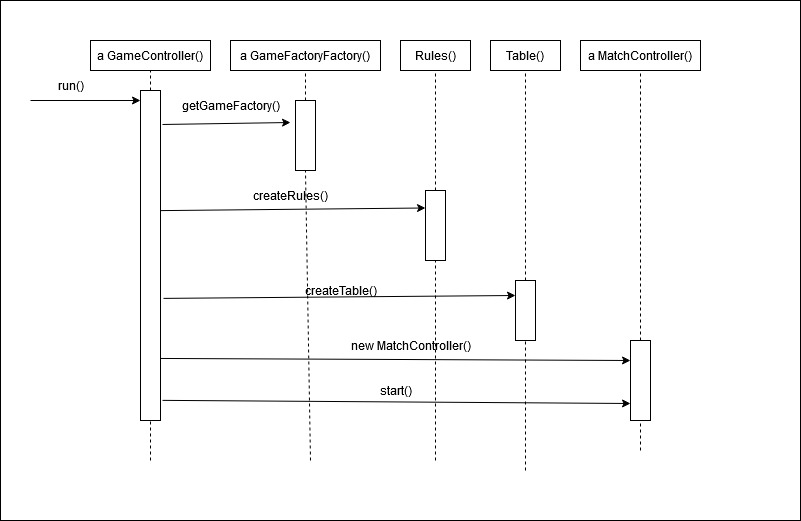 a GameController()
a GameFactoryFactory()
Rules()
Table()
a MatchController()
run()
getGameFactory()
createRules()
createTable()
new MatchController()
start()